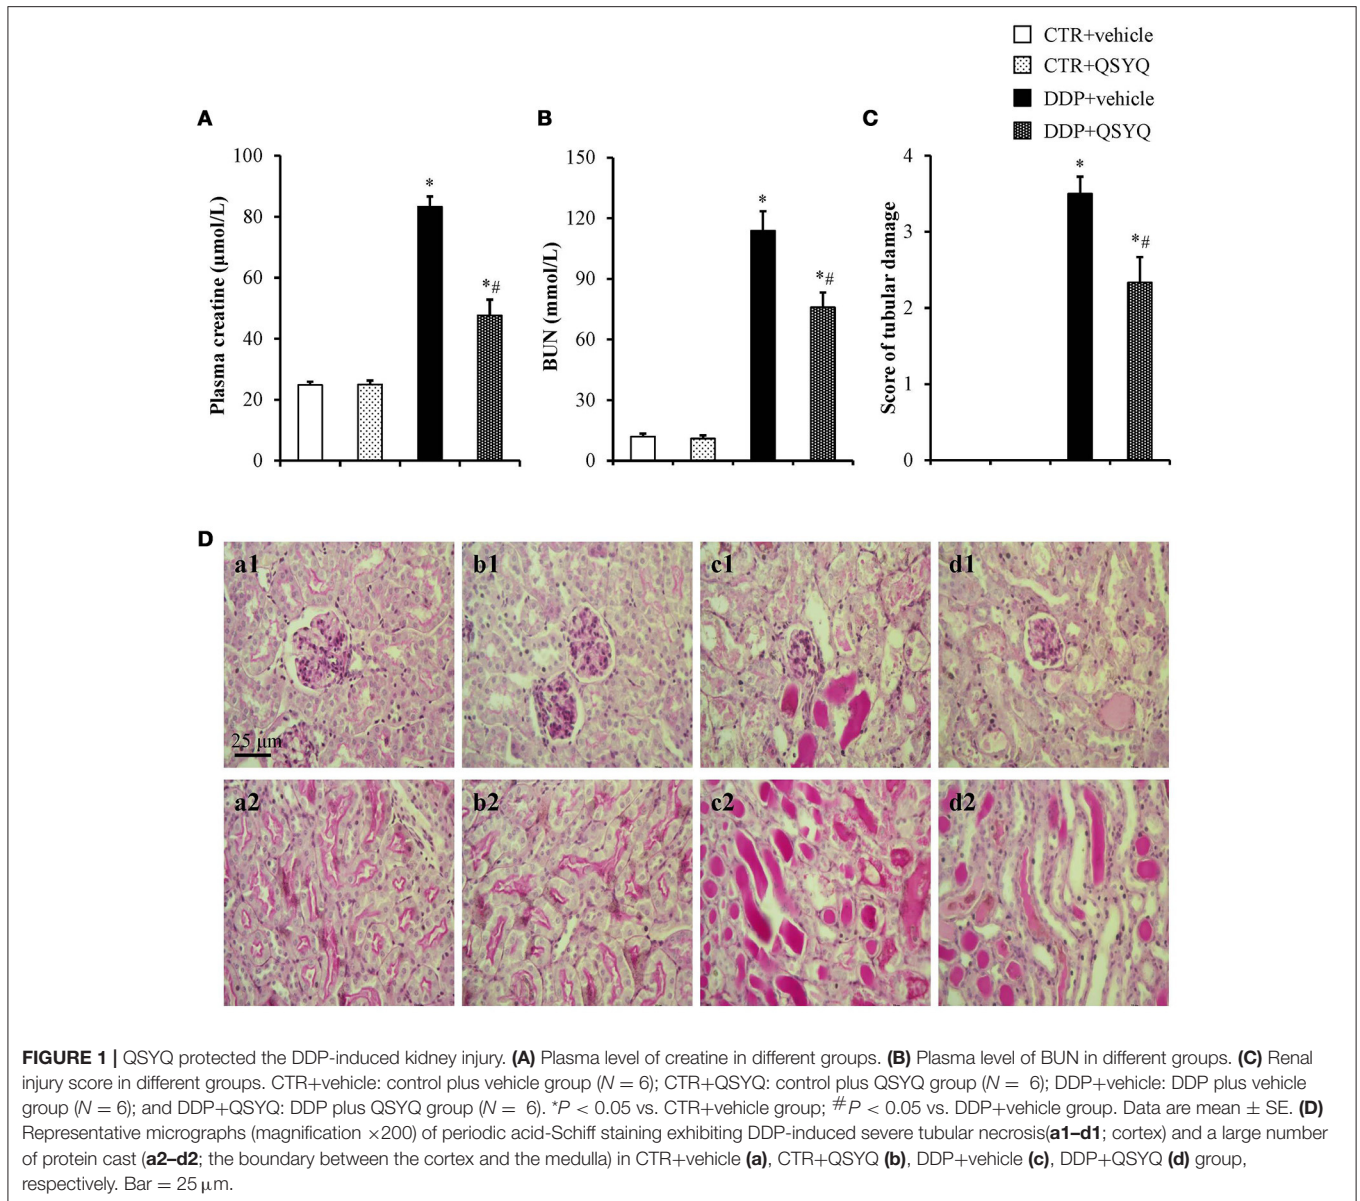 CTR+vehicle
CTR+QSYQ
DDP+vehicle
DDP+QSYQ
A
Plasma creatine (μmol/L)
100
80
60
40
20
0
*
*#
B
BUN (mmol/L)
150
120
90
60
30
0
*
*#
C
Score of tubular damage
4
3
2
1
0
*
*#
D
a1
b1
c1
d1
25 μm
a2
b2
c2
d2
FIGURE 1 | QSYQ protected the DDP-induced kidney injury. (A) Plasma level of creatine in different groups. (B) Plasma level of BUN in different groups. (C) Renal
injury score in different groups. CTR+vehicle: control plus vehicle group (N = 6); CTR+QSYQ: control plus QSYQ group (N = 6); DDP+vehicle: DDP plus vehicle
group (N = 6); and DDP+QSYQ: DDP plus QSYQ group (N = 6). *P < 0.05 vs. CTR+vehicle group; #P < 0.05 vs. DDP+vehicle group. Data are mean ± SE. (D)
Representative micrographs (magnification ×200) of periodic acid-Schiff staining exhibiting DDP-induced severe tubular necrosis(a1–d1; cortex) and a large number
of protein cast (a2–d2; the boundary between the cortex and the medulla) in CTR+vehicle (a), CTR+QSYQ (b), DDP+vehicle (c), DDP+QSYQ (d) group,
respectively. Bar = 25 μm.